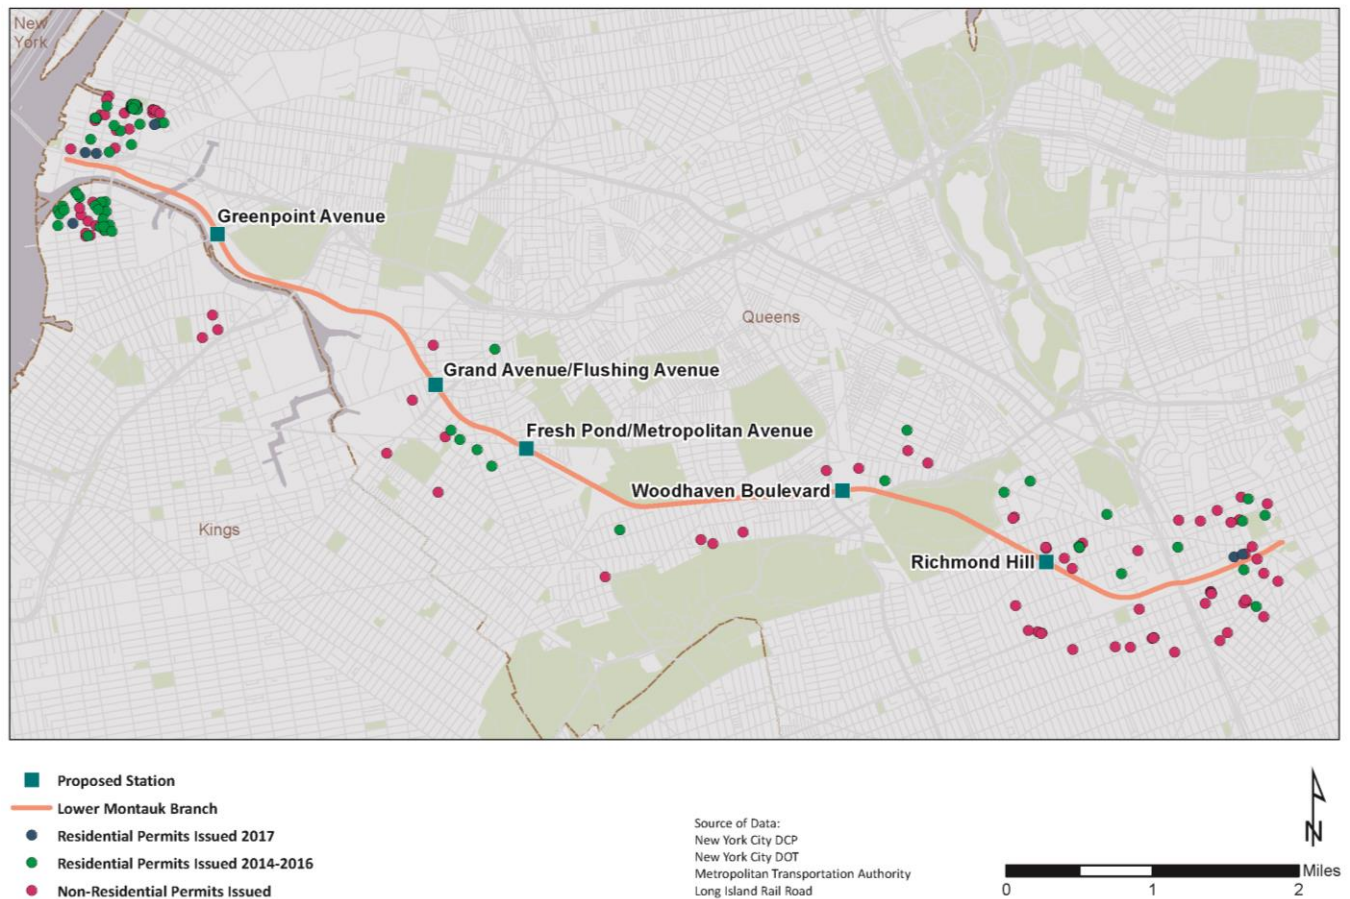 New
York
Greenpoint Avenue
Queens
Grand Avenue/Flushing Avenue
Fresh Pond/Metropolitan Avenue
Woodhaven Boulevard
Kings
Richmond Hill
Proposed Station
Lower Montauk Branch
Residential Permits Issued 2017
Residential Permits Issued 2014-2016
Non-Residential Permits Issued
Source of Data:
New York City DCP
New York City DOT
Metropolitan Transportation Authority
Long Island Rail Road
N
Miles
0 1 2